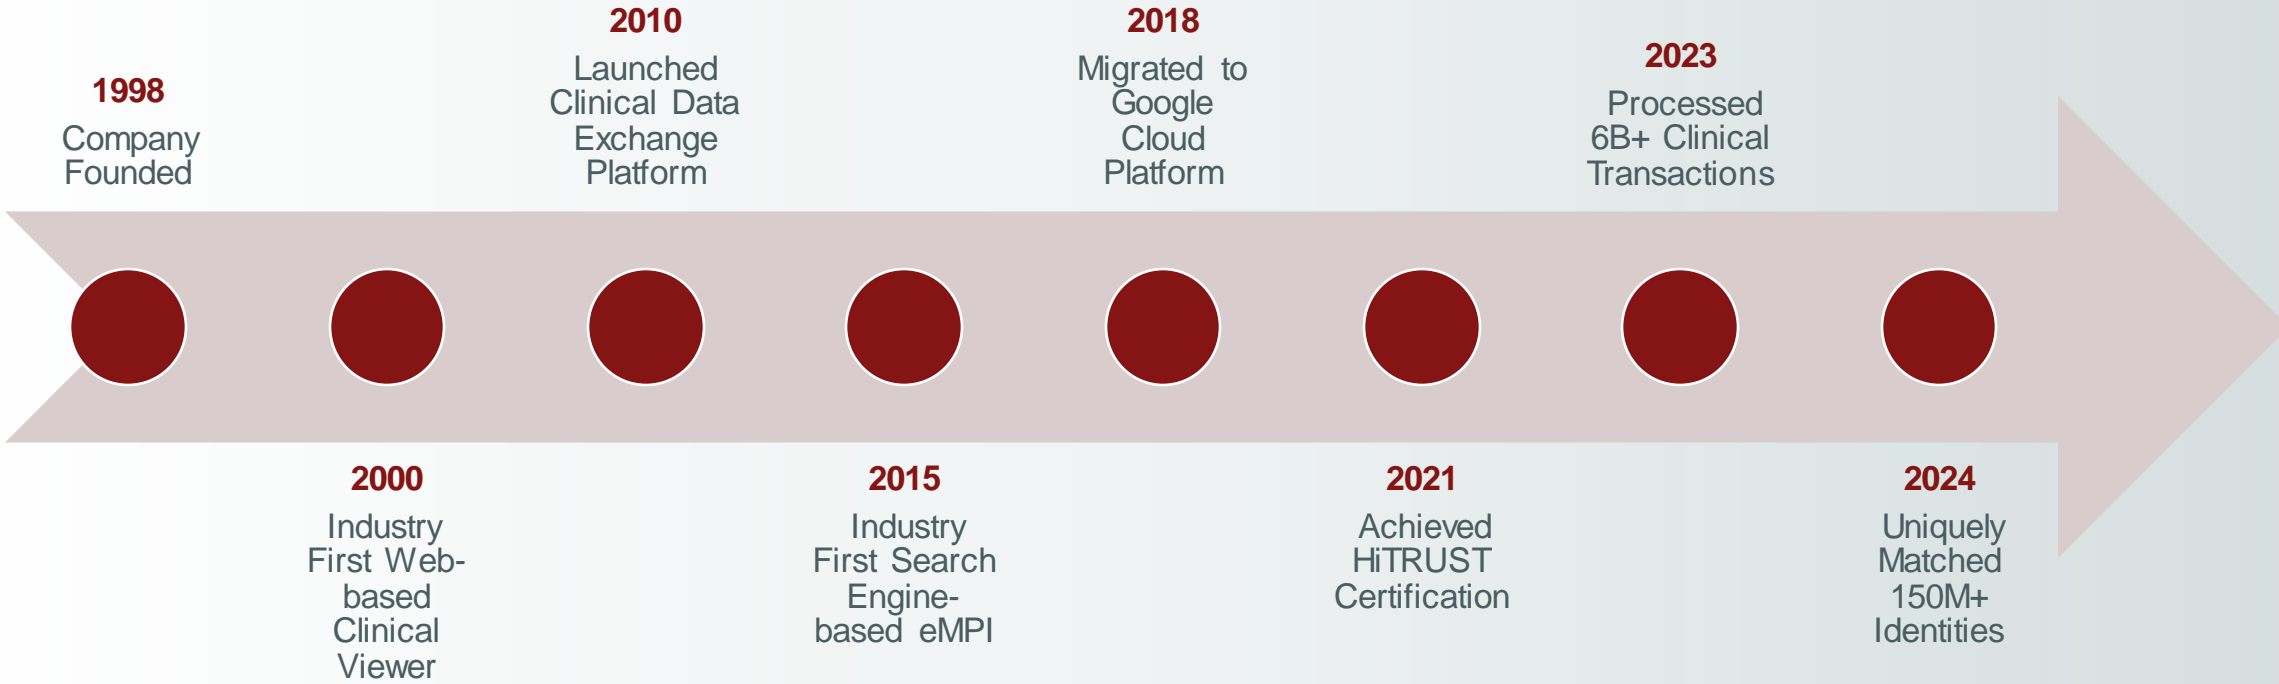 1998
Company
Founded
2000
Industry
First Web-
based
Clinical
Viewer
2010
Launched
Clinical Data
Exchange
Platform
2015
Industry
First Search
Engine-
based eMPI
2018
Migrated to
Google
Cloud
Platform
2021
Achieved
HiTRUST
Certification
2023
Processed
6B+ Clinical
Transactions
2024
Uniquely
Matched
150M+
Identities